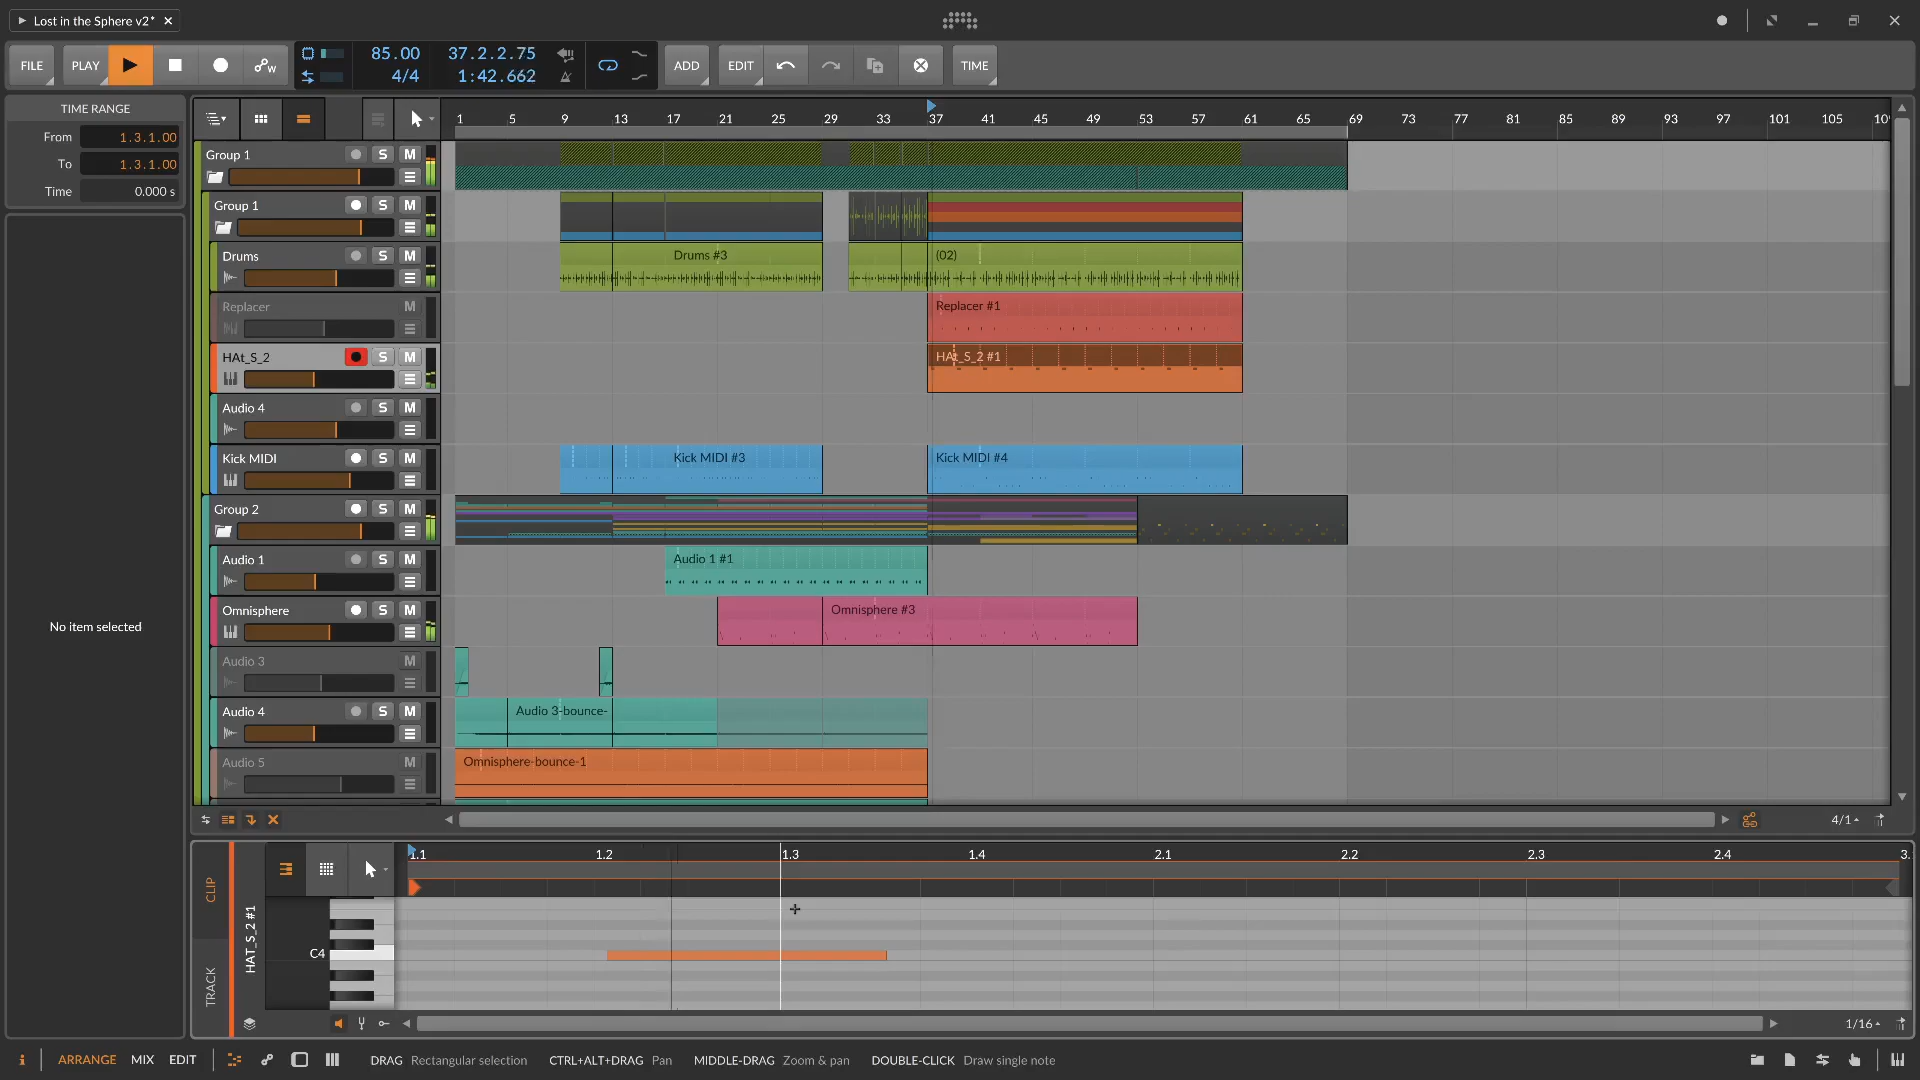 Lost in the Sphere v2*
FILE PLAY 85.00 4/4 37.2.2.75 1:42.662 ADD EDIT TIME
TIME RANGE
From 1.3.1.00
To 1.3.1.00
Time 0.000 s
No item selected
1 5 9 13 17 21 25 29 33 37 41 45 49 53 57 61 65 69 73 77 81 85 89 93 97 101 105
Group 1 S M
Group 1 S M
Drums S M Drums #3 (02)
Replacer M Replacer #1
HAt_S_2 S M HAt_S_2 #1
Audio 4 S M
Kick MIDI S M Kick MIDI #3 Kick MIDI #4
Group 2 S M
Audio 1 S M Audio 1 #1
Omnisphere S M Omnisphere #3
Audio 3 M
Audio 4 S M Audio 3-bounce-
Audio 5 M Omnisphere-bounce-1
4/1
CLIP
TRACK
HAT_S_2 #1
1.1 1.2 1.3 1.4 2.1 2.2 2.3 2.4 3.
C4
1/16
i ARRANGE MIX EDIT DRAG Rectangular selection CTRL+ALT+DRAG Pan MIDDLE-DRAG Zoom & pan DOUBLE-CLICK Draw single note